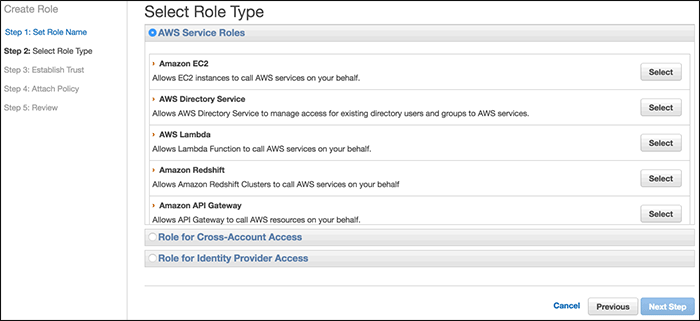 Create Role
Step 1: Set Role Name
Step 2: Select Role Type
Step 3: Establish Trust
Step 4: Attach Policy
Step 5: Review
Select Role Type
AWS Service Roles
Amazon EC2
Allows EC2 instances to call AWS services on your behalf.
Select
AWS Directory Service
Allows AWS Directory Service to manage access for existing directory users and groups to AWS services.
Select
AWS Lambda
Allows Lambda Function to call AWS services on your behalf.
Select
Amazon Redshift
Allows Amazon Redshift Clusters to call AWS services on your behalf
Select
Amazon API Gateway
Allows API Gateway to call AWS resources on your behalf.
Select
Role for Cross-Account Access
Role for Identity Provider Access
Cancel
Previous
Next Step